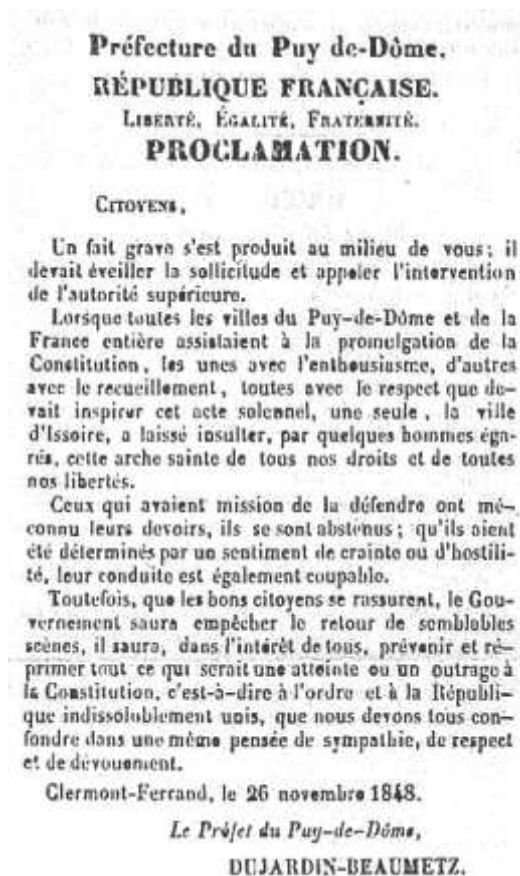 Préfecture du Puy de-Dôme.
RÉPUBLIQUE FRANÇAISE.
LIBERTÉ, ÉGALITÉ, FRATERNITÉ.
PROCLAMATION.
CITOYENS,
Un fait grave s'est produit au milieu de vous; il
devait éveiller la sollicitude et appeler l'intervention
de l'autorité supérieure.
Lorsque toutes les villes du Puy-de-Dôme et de la
France entière assistaient à la promulgation de la
Constitution, les unes avec l'enthousiasme, d'autres
avec le recueillement, toutes avec le respect que de-
vait inspirer cet acte solennel, une seule, la ville
d'Issoire, a laissé insulter, par quelques hommes éga-
rés, cette arche sainte de tous nos droits et de toutes
nos libertés.
Ceux qui avaient mission de la défendre ont mé-
connu leurs devoirs, ils se sont abstenus; qu'ils aient
été déterminés par un sentiment de crainte ou d'hostili-
té, leur conduite est également coupable.
Toutefois, que les bons citoyens se rassurent, le Gou-
vernement saura empêcher le retour de semblables
scènes, il saura, dans l'intérêt de tous, prévenir et ré-
primer tout ce qui serait une atteinte ou un outrage à
la Constitution, c'est-à-dire à l'ordre et à la Républi-
que indissolublement unis, que nous devons tous con-
fondre dans une même pensée de sympathie, de respect
et de dévouement.
Clermont-Ferrand, le 26 novembre 1848.
Le Préfet du Puy-de-Dôme,
DUJARDIN-BEAUMETZ.